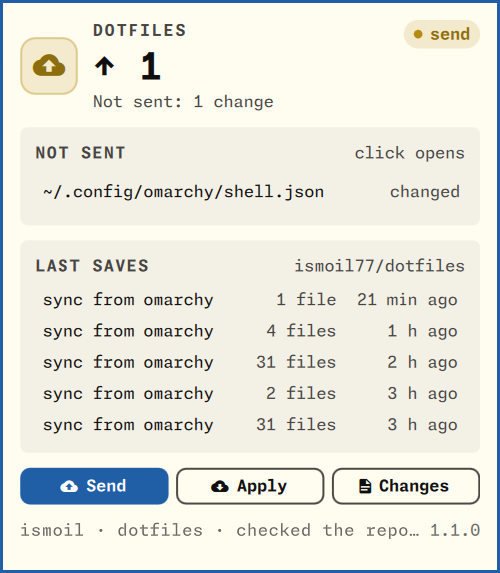 DOTFILES
send
↑ 1
Not sent: 1 change
NOT SENT click opens
~/.config/omarchy/shell.json changed
LAST SAVES ismoil77/dotfiles
sync from omarchy 1 file 21 min ago
sync from omarchy 4 files 1 h ago
sync from omarchy 31 files 2 h ago
sync from omarchy 2 files 3 h ago
sync from omarchy 31 files 3 h ago
Send Apply Changes
ismoil · dotfiles · checked the repo… 1.1.0